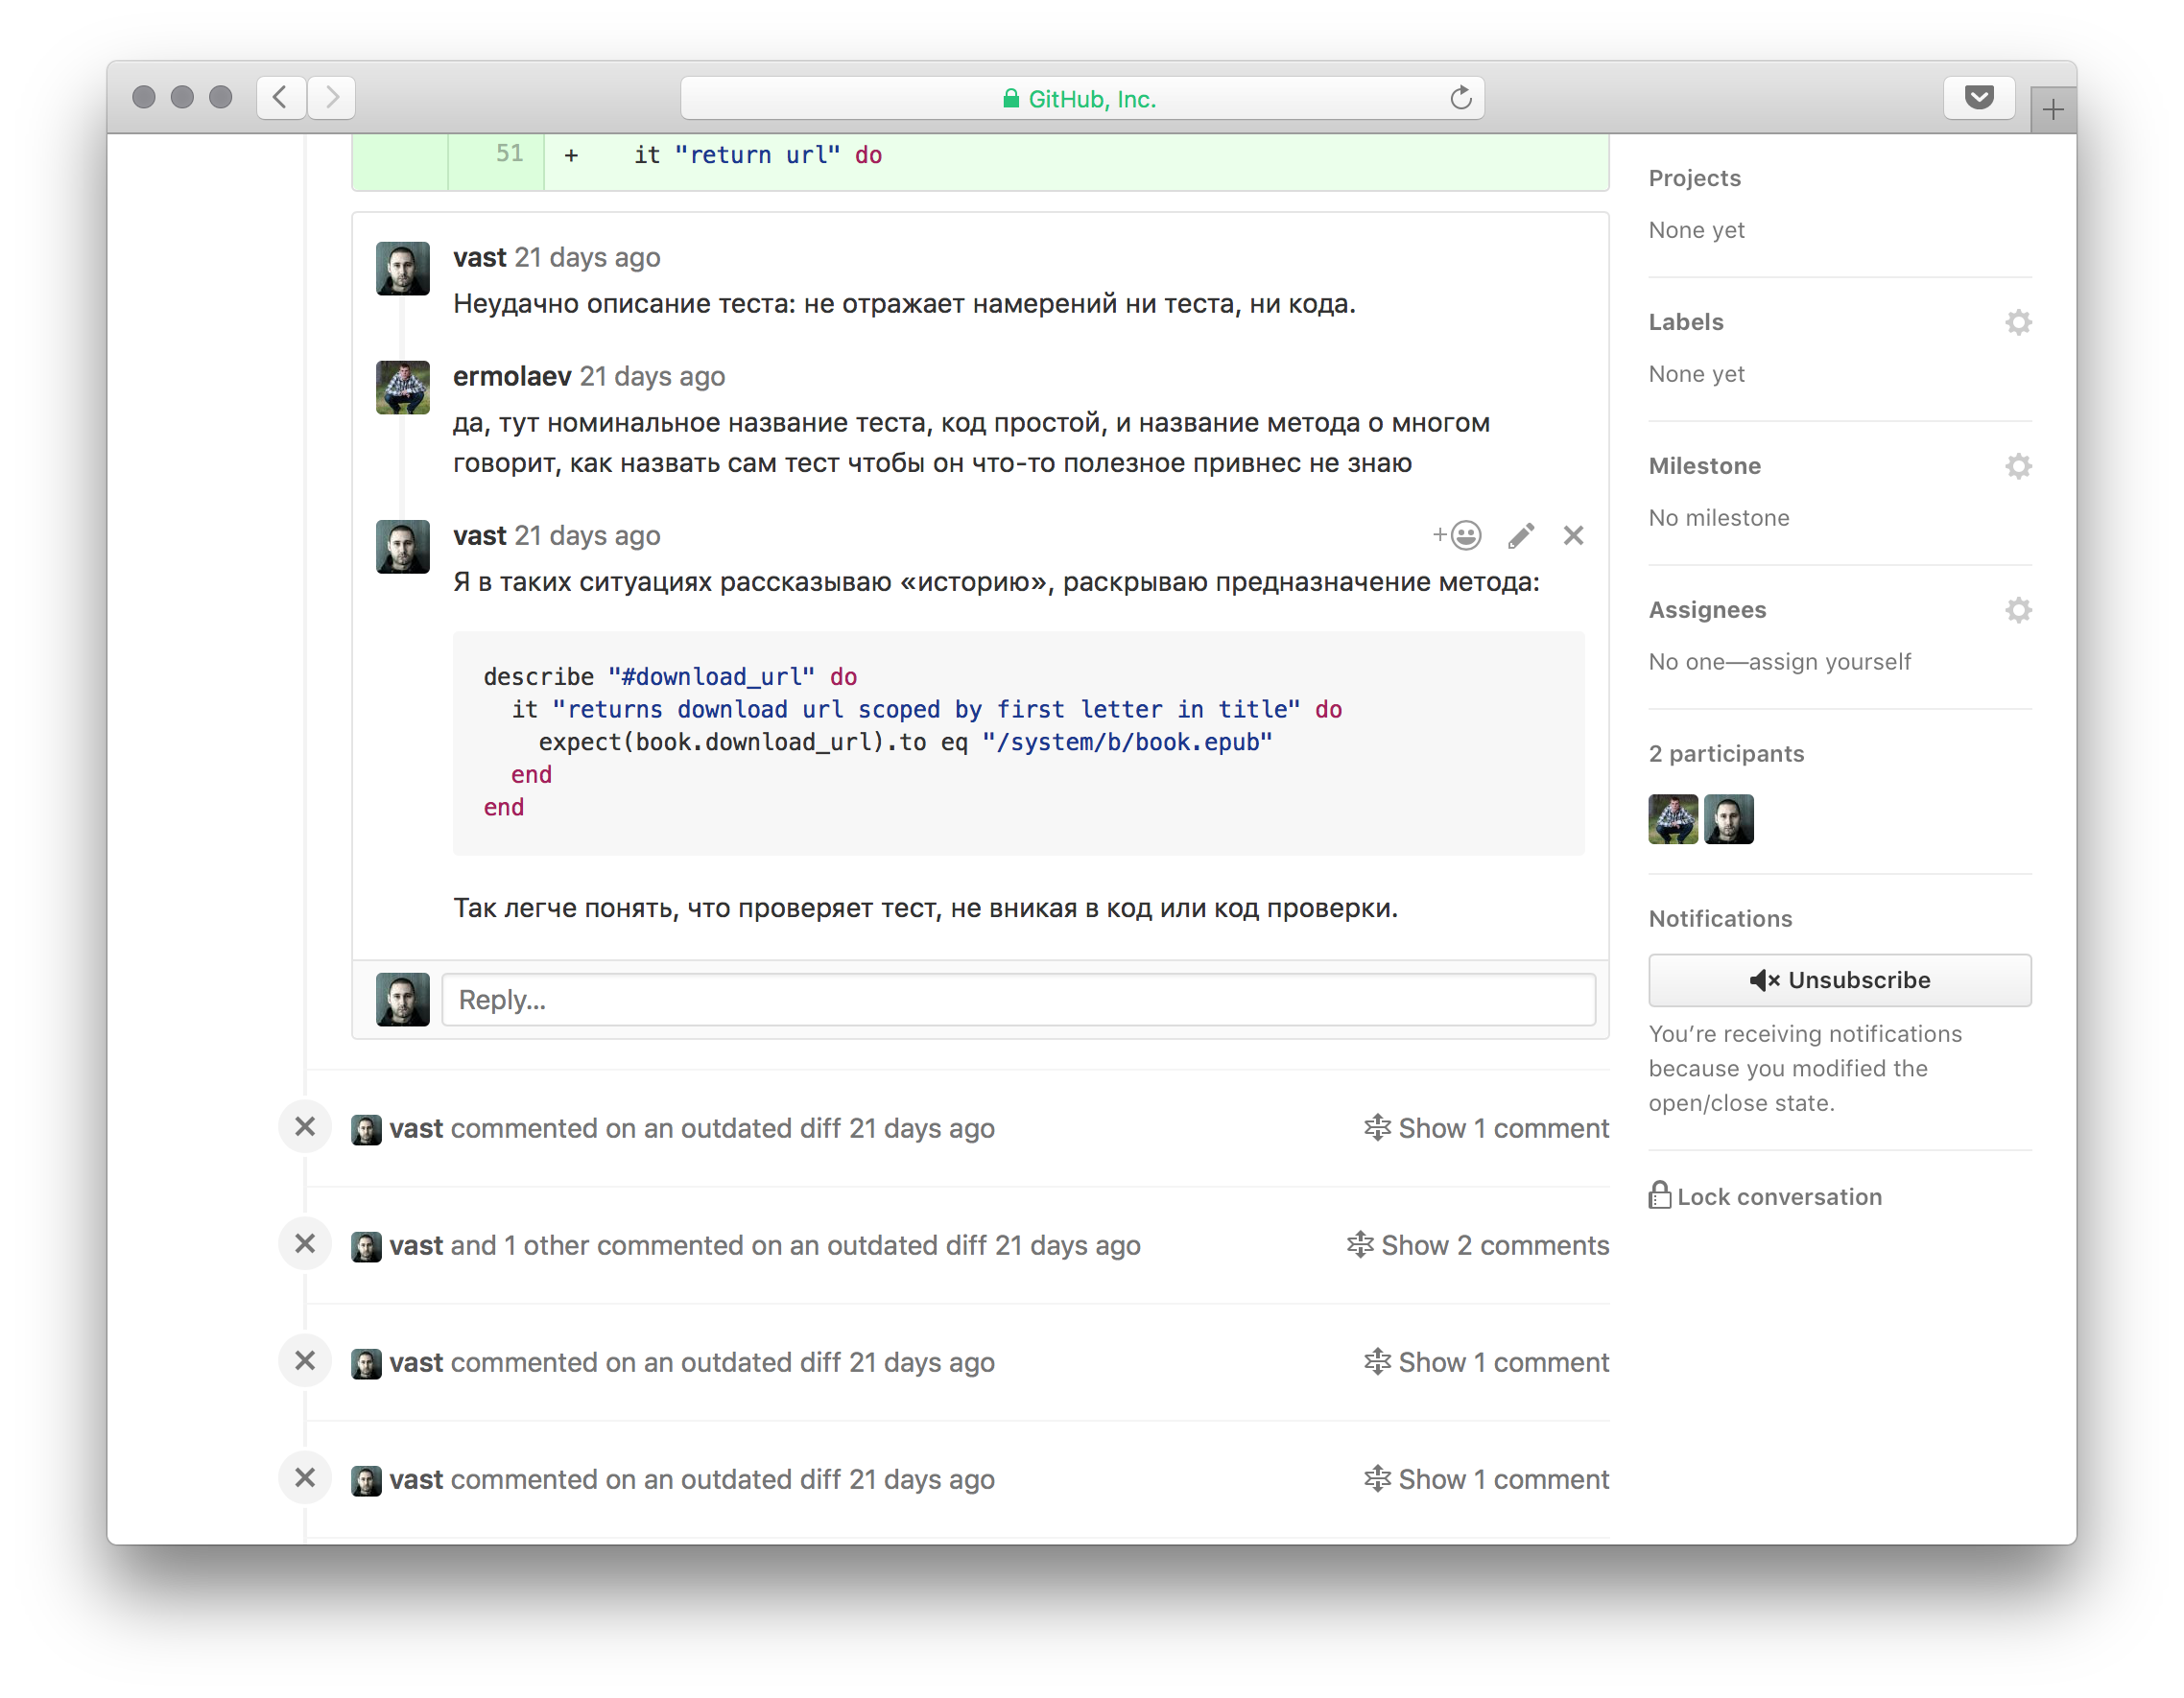 GitHub, Inc.
51 + it "return url" do
vast 21 days ago
Неудачно описание теста: не отражает намерений ни теста, ни кода.
ermolaev 21 days ago
да, тут номинальное название теста, код простой, и название метода о многом
говорит, как назвать сам тест чтобы он что-то полезное привнес не знаю
vast 21 days ago
Я в таких ситуациях рассказываю «историю», раскрываю предназначение метода:
describe "#download_url" do
  it "returns download url scoped by first letter in title" do
    expect(book.download_url).to eq "/system/b/book.epub"
  end
end
Так легче понять, что проверяет тест, не вникая в код или код проверки.
Reply...
vast commented on an outdated diff 21 days ago
Show 1 comment
vast and 1 other commented on an outdated diff 21 days ago
Show 2 comments
vast commented on an outdated diff 21 days ago
Show 1 comment
vast commented on an outdated diff 21 days ago
Show 1 comment
Projects
None yet
Labels
None yet
Milestone
No milestone
Assignees
No one—assign yourself
2 participants
Notifications
Unsubscribe
You’re receiving notifications
because you modified the
open/close state.
Lock conversation